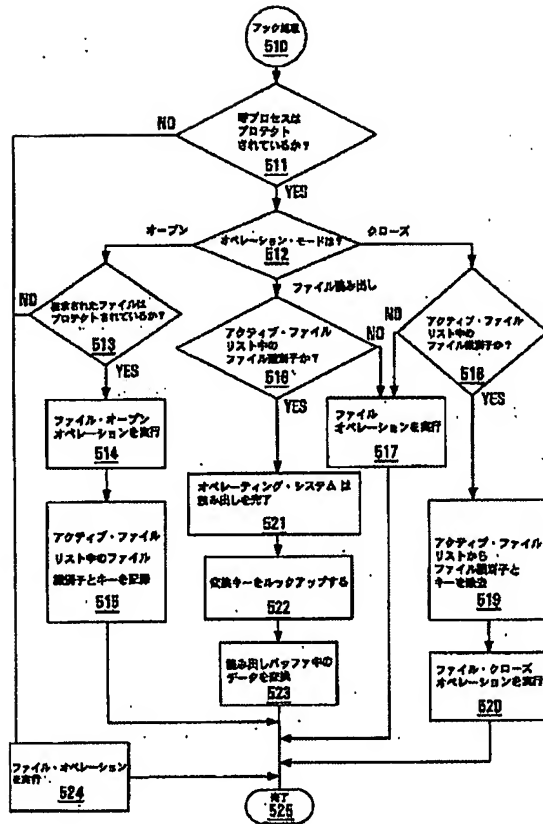 フック処理
510
NO
呼プロセスは
プロテクト
されているか?
511
YES
オープン
オペレーション・モードは?
512
クローズ
ファイル読み出し
NO
要求されたファイルは
プロテクトされているか?
513
YES
アクティブ・ファイル
リスト中の
ファイル識別子か?
516
NO
YES
NO
アクティブ・ファイル
リスト中の
ファイル識別子か?
518
YES
ファイル・オープン
オペレーションを実行
514
ファイル
オペレーションを実行
517
オペレーティング・システムは
読み出しを完了
521
アクティブ・ファイル
リスト中のファイル
識別子とキーを記録
515
変換キーをルックアップする
522
アクティブ・ファイル
リストから
ファイル識別子と
キーを除去
519
読み出しバッファ中の
データを変換
523
ファイル・クローズ
オペレーションを実行
520
ファイル・オペレーション
を実行
524
完了
525